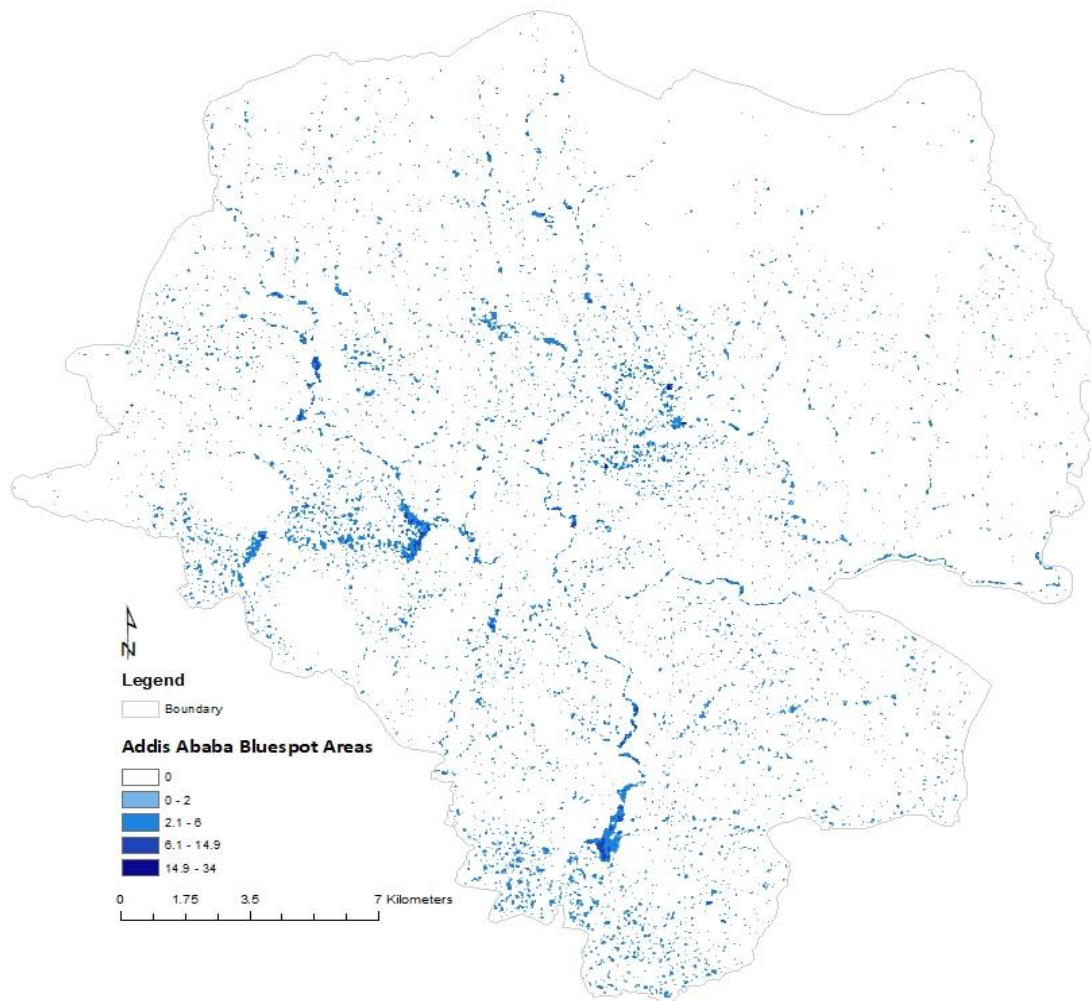 N
Legend
Boundary
Addis Ababa Bluespot Areas
0
0 - 2
2.1 - 6
6.1 - 14.9
14.9 - 34
0 1.75 3.5 7 Kilometers